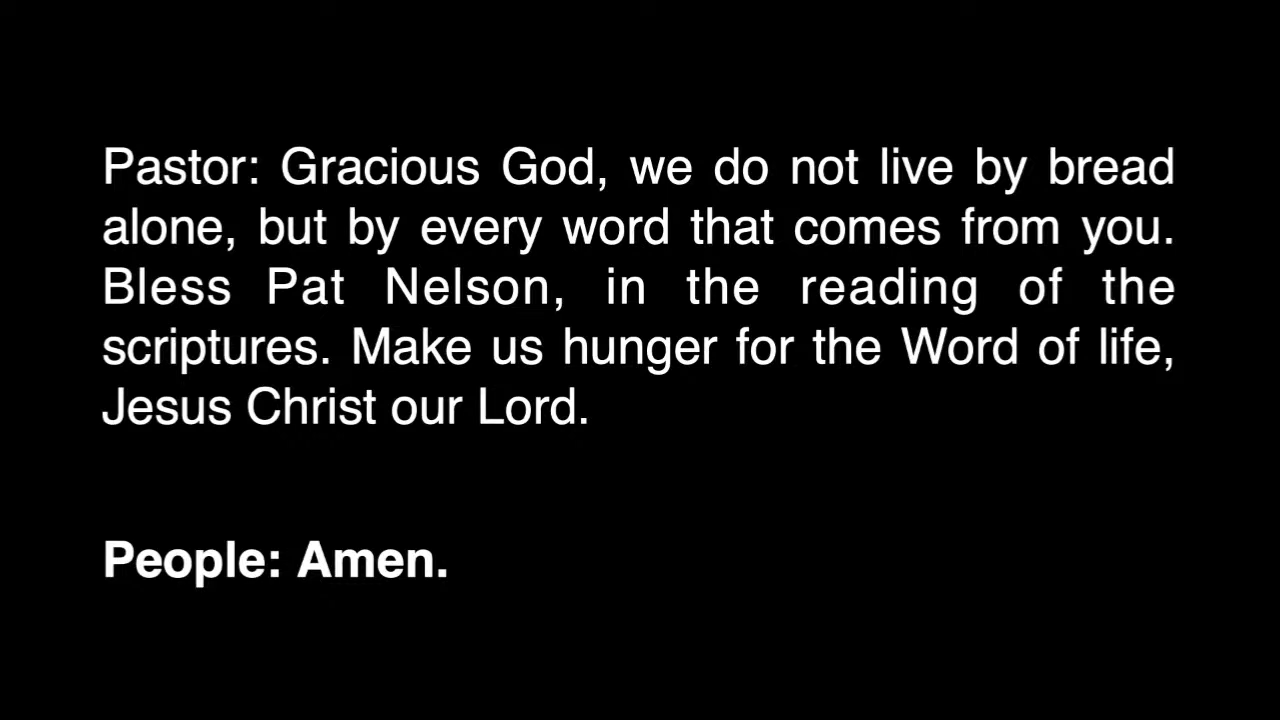 Pastor: Gracious God, we do not live by bread
alone, but by every word that comes from you.
Bless Pat Nelson, in the reading of the
scriptures. Make us hunger for the Word of life,
Jesus Christ our Lord.
People: Amen.